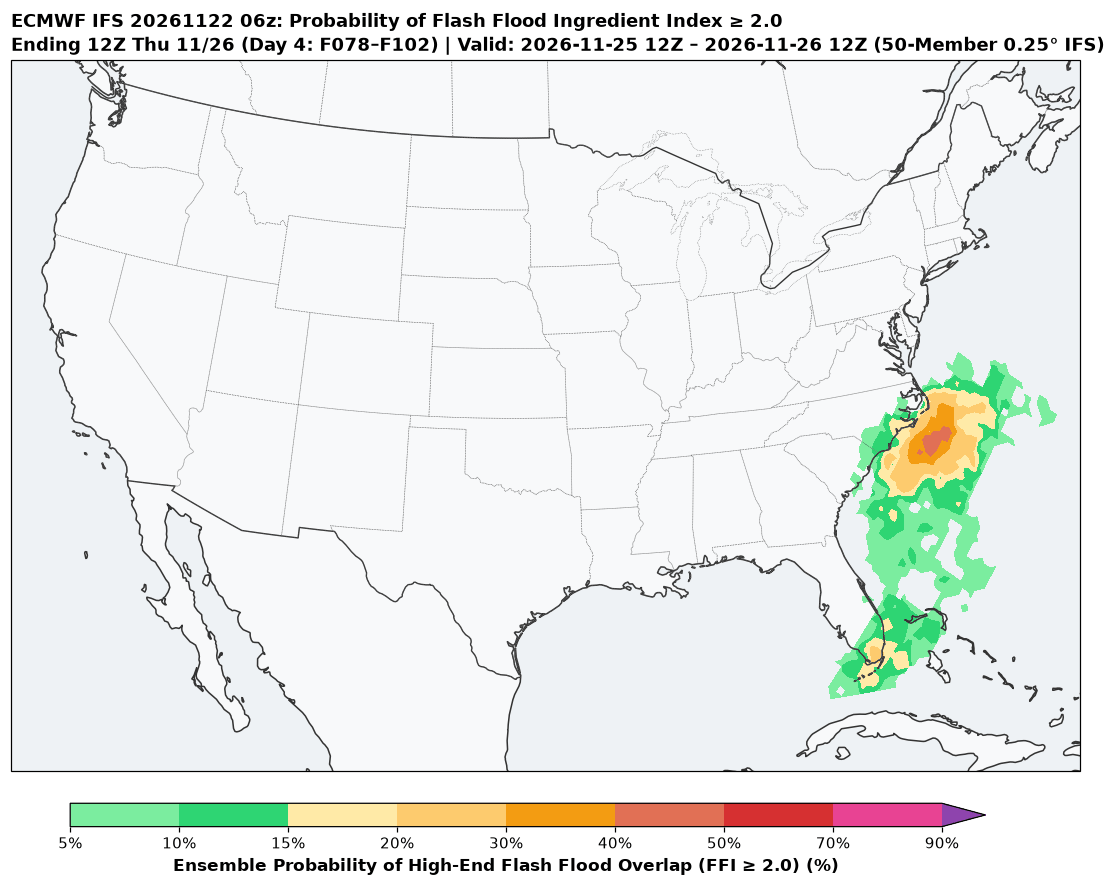 ECMWF IFS 20261122 06z: Probability of Flash Flood Ingredient Index ≥ 2.0
Ending 12Z Thu 11/26 (Day 4: F078–F102) | Valid: 2026-11-25 12Z – 2026-11-26 12Z (50-Member 0.25° IFS)
5% 10% 15% 20% 30% 40% 50% 70% 90%
Ensemble Probability of High-End Flash Flood Overlap (FFI ≥ 2.0) (%)